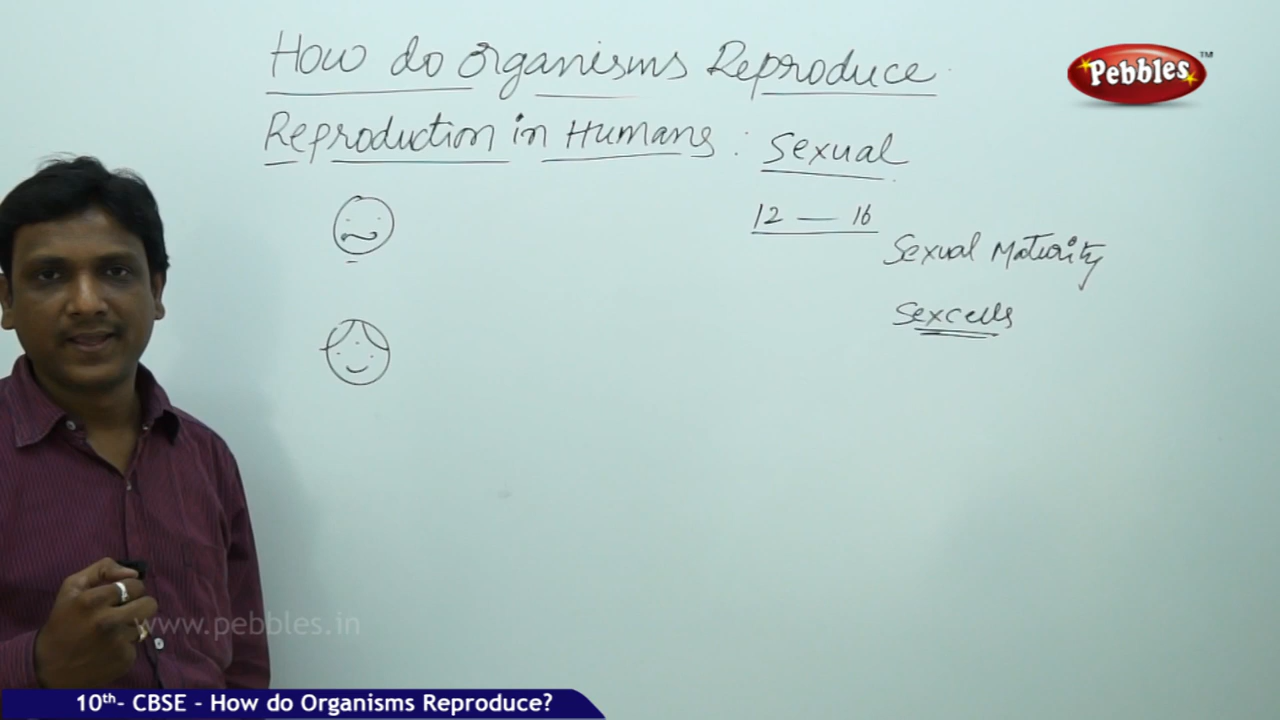 How do Organisms Reproduce
Pebbles™
Reproduction in Humans : Sexual
12 — 16
Sexual Maturity
Sexcells
www.pebbles.in
10th- CBSE - How do Organisms Reproduce?